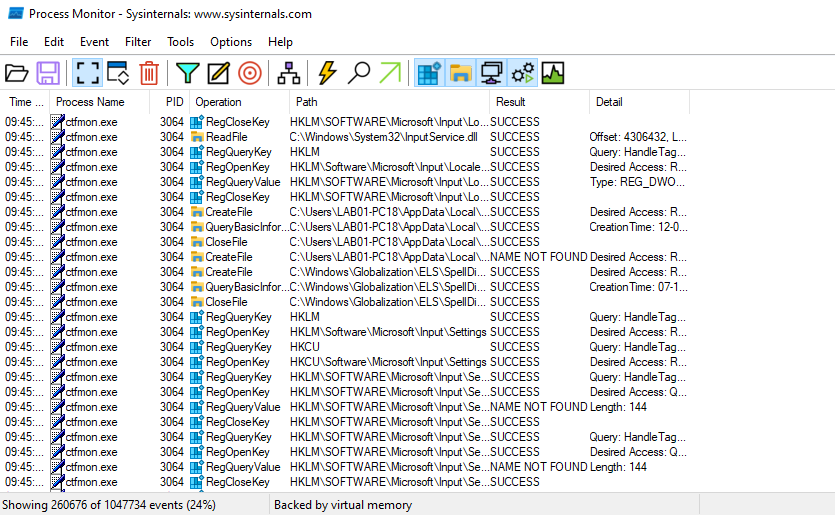 Process Monitor - Sysinternals: www.sysinternals.com
File Edit Event Filter Tools Options Help
Time ... Process Name PID Operation Path Result Detail
09:45:... ctfmon.exe 3064 RegCloseKey HKLM\SOFTWARE\Microsoft\Input\Lo... SUCCESS
09:45:... ctfmon.exe 3064 ReadFile C:\Windows\System32\InputService.dll SUCCESS Offset: 4306432, L...
09:45:... ctfmon.exe 3064 RegQueryKey HKLM SUCCESS Query: HandleTag...
09:45:... ctfmon.exe 3064 RegOpenKey HKLM\Software\Microsoft\Input\Locale... SUCCESS Desired Access: R...
09:45:... ctfmon.exe 3064 RegQueryValue HKLM\SOFTWARE\Microsoft\Input\Lo... SUCCESS Type: REG_DWO...
09:45:... ctfmon.exe 3064 RegCloseKey HKLM\SOFTWARE\Microsoft\Input\Lo... SUCCESS
09:45:... ctfmon.exe 3064 CreateFile C:\Users\LAB01-PC18\AppData\Local\... SUCCESS Desired Access: R...
09:45:... ctfmon.exe 3064 QueryBasicInfor... C:\Users\LAB01-PC18\AppData\Local\... SUCCESS CreationTime: 12-0...
09:45:... ctfmon.exe 3064 CloseFile C:\Users\LAB01-PC18\AppData\Local\... SUCCESS
09:45:... ctfmon.exe 3064 CreateFile C:\Users\LAB01-PC18\AppData\Local\... NAME NOT FOUND Desired Access: R...
09:45:... ctfmon.exe 3064 CreateFile C:\Windows\Globalization\ELS\SpellDi... SUCCESS Desired Access: R...
09:45:... ctfmon.exe 3064 QueryBasicInfor... C:\Windows\Globalization\ELS\SpellDi... SUCCESS CreationTime: 07-1...
09:45:... ctfmon.exe 3064 CloseFile C:\Windows\Globalization\ELS\SpellDi... SUCCESS
09:45:... ctfmon.exe 3064 RegQueryKey HKLM SUCCESS Query: HandleTag...
09:45:... ctfmon.exe 3064 RegOpenKey HKLM\Software\Microsoft\Input\Settings SUCCESS Desired Access: R...
09:45:... ctfmon.exe 3064 RegQueryKey HKCU SUCCESS Query: HandleTag...
09:45:... ctfmon.exe 3064 RegOpenKey HKCU\Software\Microsoft\Input\Settings SUCCESS Desired Access: R...
09:45:... ctfmon.exe 3064 RegQueryKey HKLM\SOFTWARE\Microsoft\Input\Se... SUCCESS Query: HandleTag...
09:45:... ctfmon.exe 3064 RegOpenKey HKLM\SOFTWARE\Microsoft\Input\Se... SUCCESS Desired Access: Q...
09:45:... ctfmon.exe 3064 RegQueryValue HKLM\SOFTWARE\Microsoft\Input\Se... NAME NOT FOUND Length: 144
09:45:... ctfmon.exe 3064 RegCloseKey HKLM\SOFTWARE\Microsoft\Input\Se... SUCCESS
09:45:... ctfmon.exe 3064 RegQueryKey HKLM\SOFTWARE\Microsoft\Input\Se... SUCCESS Query: HandleTag...
09:45:... ctfmon.exe 3064 RegOpenKey HKLM\SOFTWARE\Microsoft\Input\Se... SUCCESS Desired Access: Q...
09:45:... ctfmon.exe 3064 RegQueryValue HKLM\SOFTWARE\Microsoft\Input\Se... NAME NOT FOUND Length: 144
09:45:... ctfmon.exe 3064 RegCloseKey HKLM\SOFTWARE\Microsoft\Input\Se... SUCCESS
Showing 260676 of 1047734 events (24%) Backed by virtual memory